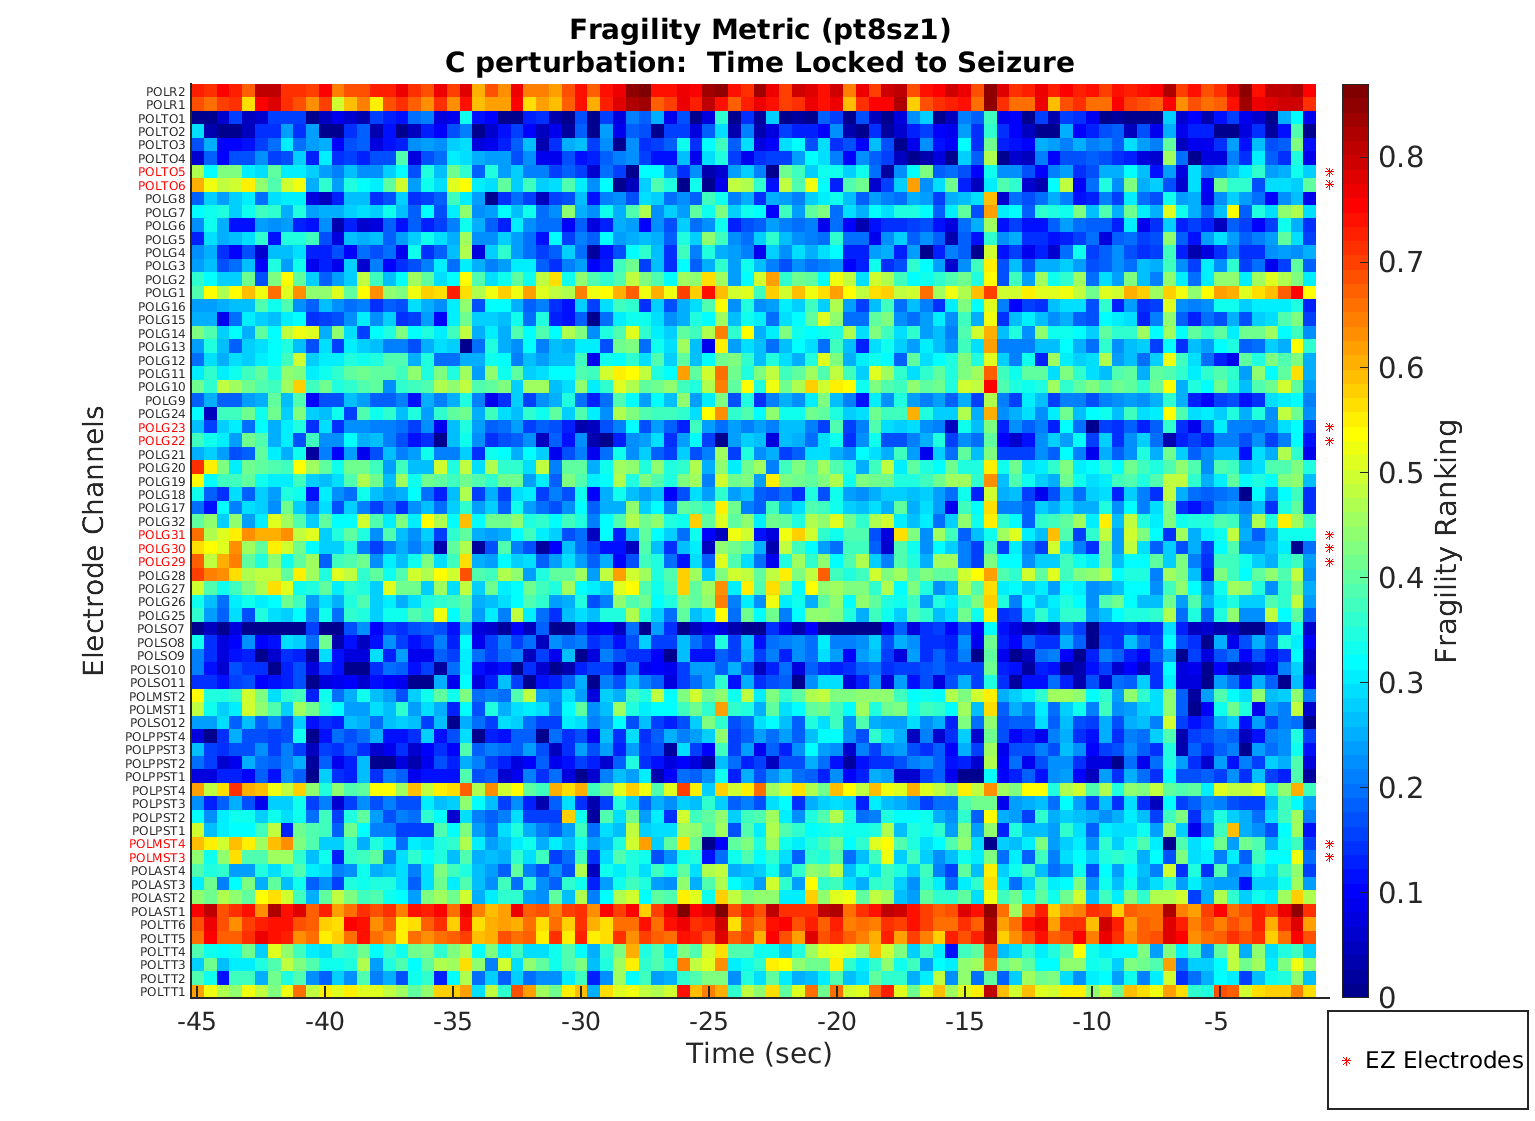 Fragility Metric (pt8sz1)
C perturbation:  Time Locked to Seizure
POLR2
POLR1
POLTO1
POLTO2
POLTO3
POLTO4
POLTO5
POLTO6
POLG8
POLG7
POLG6
POLG5
POLG4
POLG3
POLG2
POLG1
POLG16
POLG15
POLG14
POLG13
POLG12
POLG11
POLG10
POLG9
POLG24
POLG23
POLG22
POLG21
POLG20
POLG19
POLG18
POLG17
POLG32
POLG31
POLG30
POLG29
POLG28
POLG27
POLG26
POLG25
POLSO7
POLSO8
POLSO9
POLSO10
POLSO11
POLMST2
POLMST1
POLSO12
POLPPST4
POLPPST3
POLPPST2
POLPPST1
POLPST4
POLPST3
POLPST2
POLPST1
POLMST4
POLMST3
POLAST4
POLAST3
POLAST2
POLAST1
POLTT6
POLTT5
POLTT4
POLTT3
POLTT2
POLTT1
Electrode Channels
-45 -40 -35 -30 -25 -20 -15 -10 -5
Time (sec)
0.8
0.7
0.6
0.5
0.4
0.3
0.2
0.1
0
Fragility Ranking
EZ Electrodes